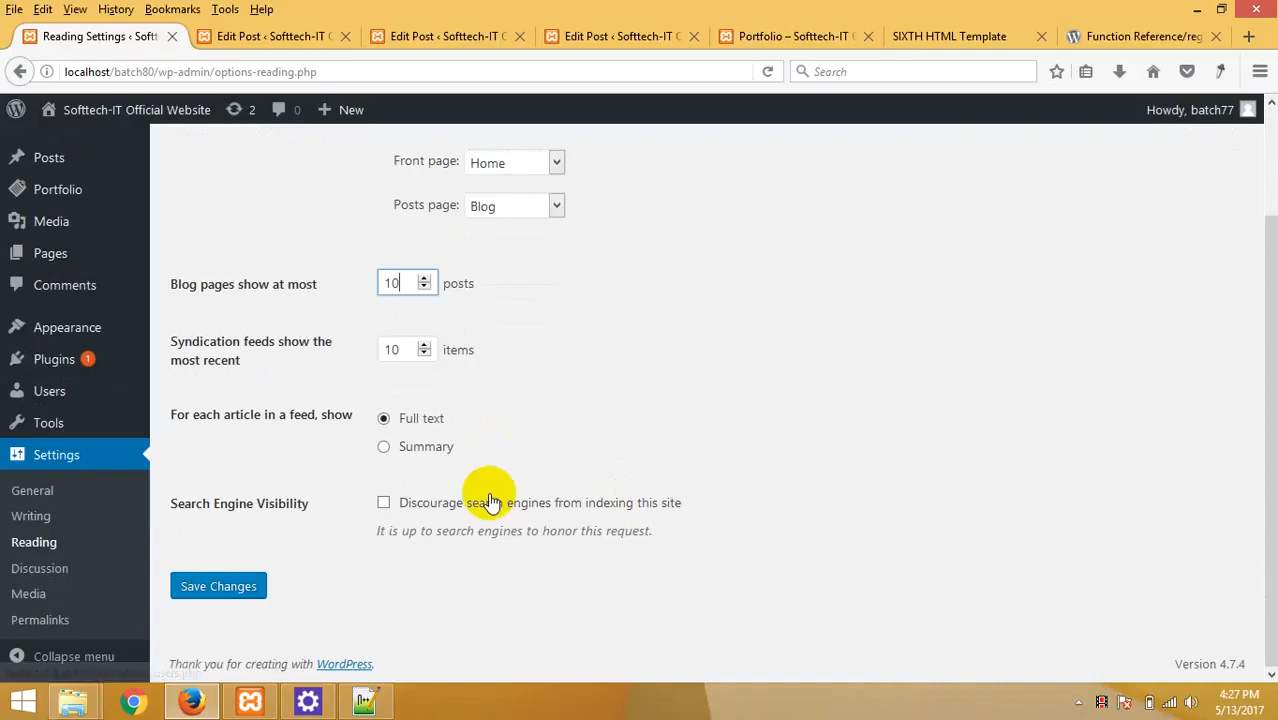 File Edit View History Bookmarks Tools Help
Reading Settings ‹ Soft
Edit Post ‹ Softtech-IT C
Edit Post ‹ Softtech-IT C
Edit Post ‹ Softtech-IT C
Portfolio – Softtech-IT C
SIXTH HTML Template
Function Reference/reg
localhost/batch80/wp-admin/options-reading.php
Search
Softtech-IT Official Website 2 0 New Howdy, batch77
Posts
Portfolio
Media
Pages
Comments
Appearance
Plugins 1
Users
Tools
Settings
General
Writing
Reading
Discussion
Media
Permalinks
Collapse menu
Front page: Home
Posts page: Blog
Blog pages show at most 10 posts
Syndication feeds show the
most recent
10 items
For each article in a feed, show
Full text
Summary
Search Engine Visibility
Discourage search engines from indexing this site
It is up to search engines to honor this request.
Save Changes
Thank you for creating with WordPress.
Version 4.7.4
4:27 PM
5/13/2017